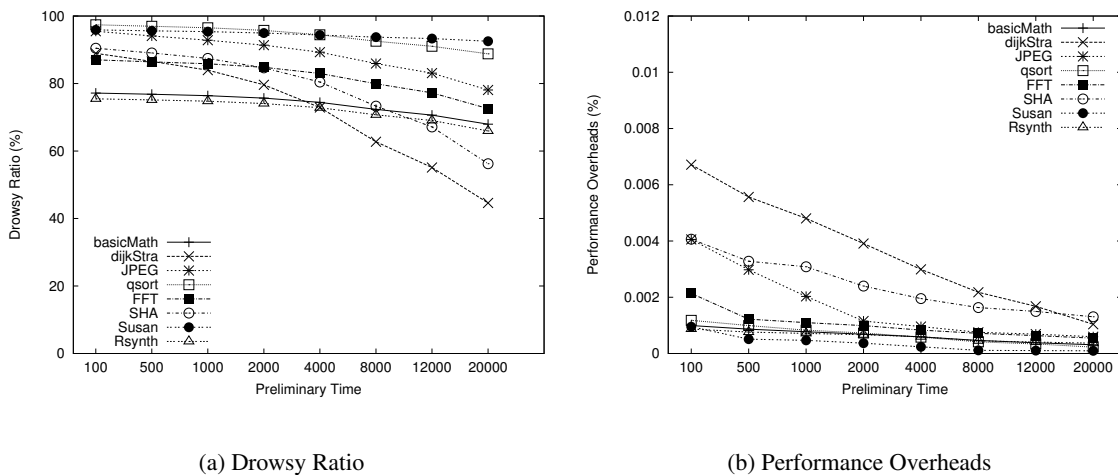 100
80
60
40
20
0
Drowsy Ratio (%)
basicMath
dijkStra
JPEG
qsort
FFT
SHA
Susan
Rsynth
100 500 1000 2000 4000 8000 12000 20000
Preliminary Time
(a) Drowsy Ratio
0.012
0.01
0.008
0.006
0.004
0.002
0
Performance Overheads (%)
basicMath
dijkStra
JPEG
qsort
FFT
SHA
Susan
Rsynth
100 500 1000 2000 4000 8000 12000 20000
Preliminary Time
(b) Performance Overheads